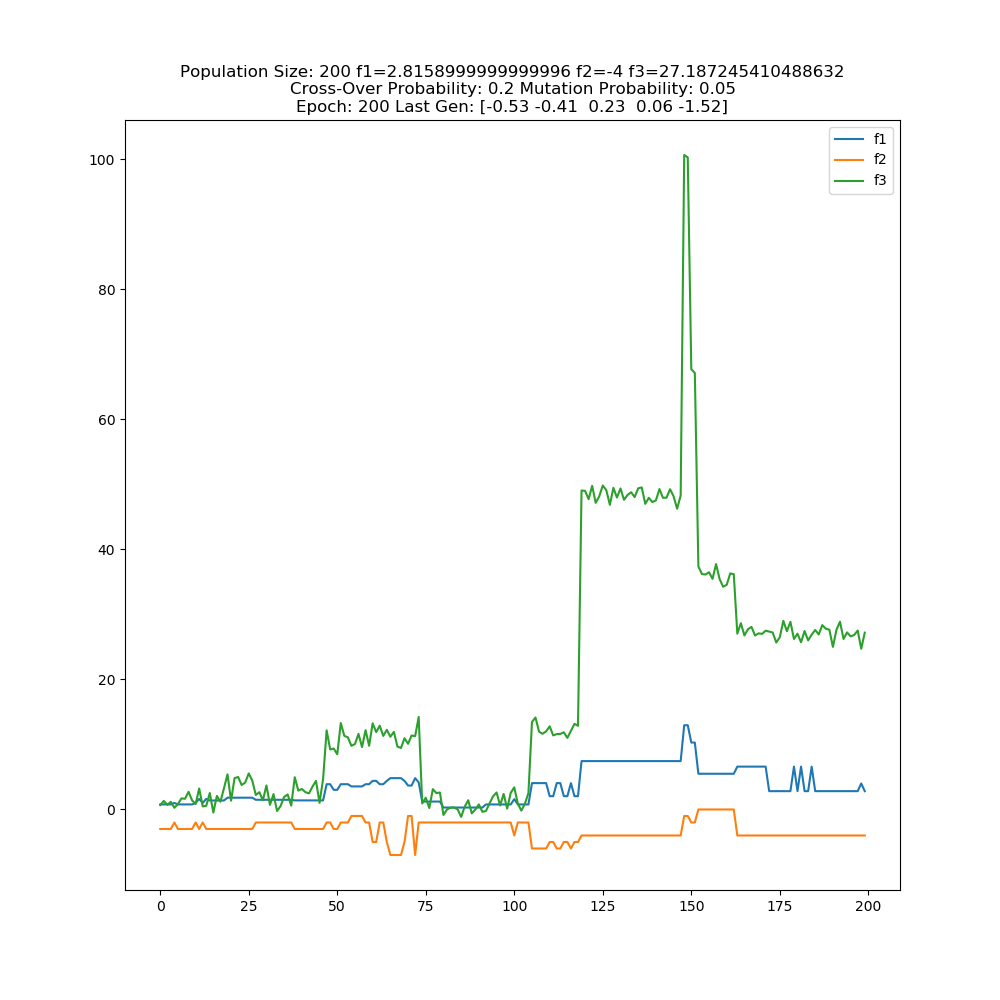 Population Size: 200 f1=2.8158999999999996 f2=-4 f3=27.187245410488632
Cross-Over Probability: 0.2 Mutation Probability: 0.05
Epoch: 200 Last Gen: [-0.53 -0.41  0.23  0.06 -1.52]
f1
f2
f3
100
80
60
40
20
0
0 25 50 75 100 125 150 175 200